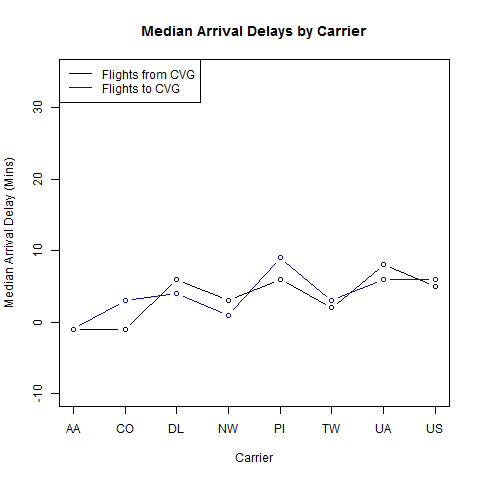 Median Arrival Delays by Carrier
Flights from CVG
Flights to CVG
Median Arrival Delay (Mins)
30
20
10
0
-10
AA CO DL NW PI TW UA US
Carrier